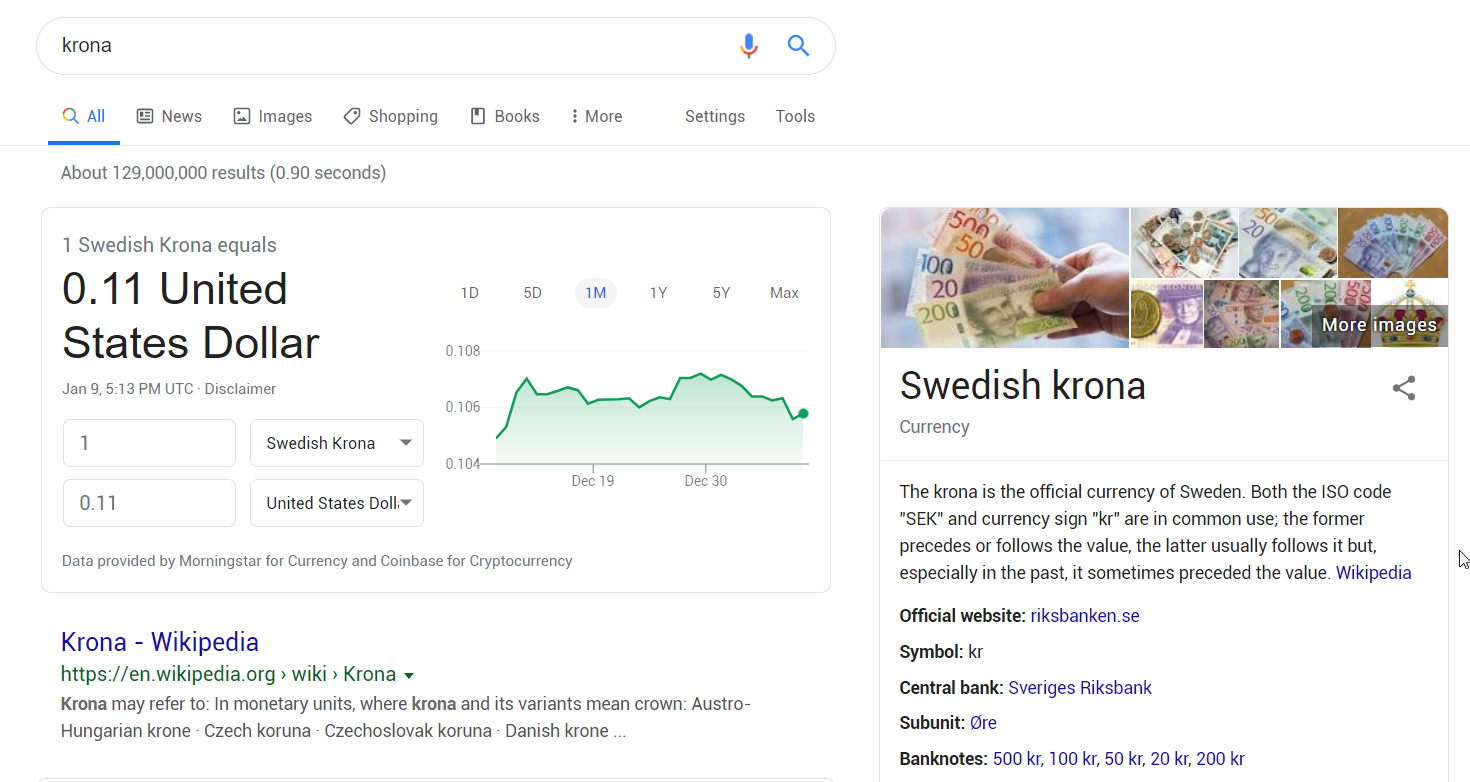 krona
All News Images Shopping Books More Settings Tools
About 129,000,000 results (0.90 seconds)
1 Swedish Krona equals
0.11 United
States Dollar
Jan 9, 5:13 PM UTC · Disclaimer
1 Swedish Krona
0.11 United States Doll
1D 5D 1M 1Y 5Y Max
0.108
0.106
0.104
Dec 19 Dec 30
Data provided by Morningstar for Currency and Coinbase for Cryptocurrency
Krona - Wikipedia
https://en.wikipedia.org › wiki › Krona
Krona may refer to: In monetary units, where krona and its variants mean crown: Austro-
Hungarian krone · Czech koruna · Czechoslovak koruna · Danish krone ...
500
50
100
20
200
50
20
More images
Swedish krona
Currency
The krona is the official currency of Sweden. Both the ISO code
"SEK" and currency sign "kr" are in common use; the former
precedes or follows the value, the latter usually follows it but,
especially in the past, it sometimes preceded the value. Wikipedia
Official website: riksbanken.se
Symbol: kr
Central bank: Sveriges Riksbank
Subunit: Øre
Banknotes: 500 kr, 100 kr, 50 kr, 20 kr, 200 kr